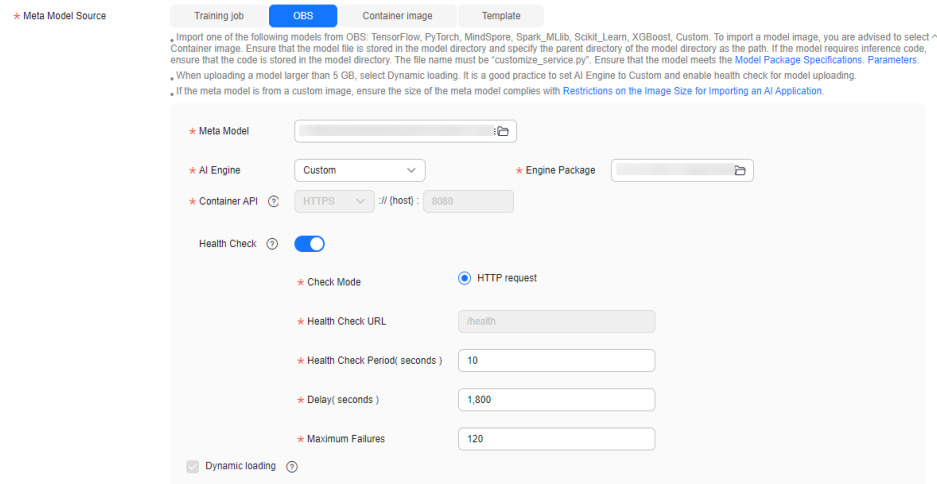 * Meta Model Source
Training job
OBS
Container image
Template
Import one of the following models from OBS: TensorFlow, PyTorch, MindSpore, Spark_MLlib, Scikit_Learn, XGBoost, Custom. To import a model image, you are advised to select
Container image. Ensure that the model file is stored in the model directory and specify the parent directory of the model directory as the path. If the model requires inference code,
ensure that the code is stored in the model directory. The file name must be "customize_service.py". Ensure that the model meets the Model Package Specifications. Parameters.
When uploading a model larger than 5 GB, select Dynamic loading. It is a good practice to set AI Engine to Custom and enable health check for model uploading.
If the meta model is from a custom image, ensure the size of the meta model complies with Restrictions on the Image Size for Importing an AI Application.
* Meta Model
* AI Engine
Custom
* Engine Package
* Container API ?
HTTPS
:// {host} :
8080
Health Check ?
* Check Mode
HTTP request
* Health Check URL
/health
* Health Check Period( seconds )
10
* Delay( seconds )
1,800
* Maximum Failures
120
Dynamic loading ?